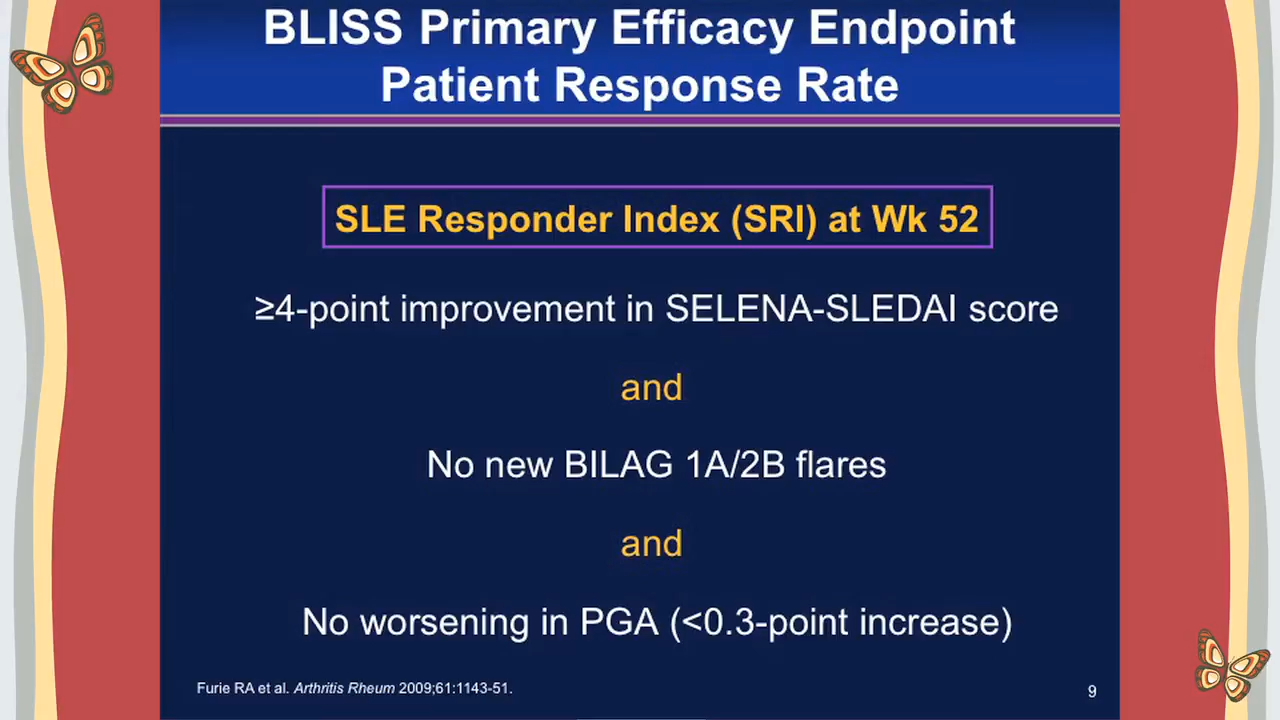 BLISS Primary Efficacy Endpoint
Patient Response Rate
SLE Responder Index (SRI) at Wk 52
≥4-point improvement in SELENA-SLEDAI score
and
No new BILAG 1A/2B flares
and
No worsening in PGA (<0.3-point increase)
Furie RA et al. Arthritis Rheum 2009;61:1143-51.
9